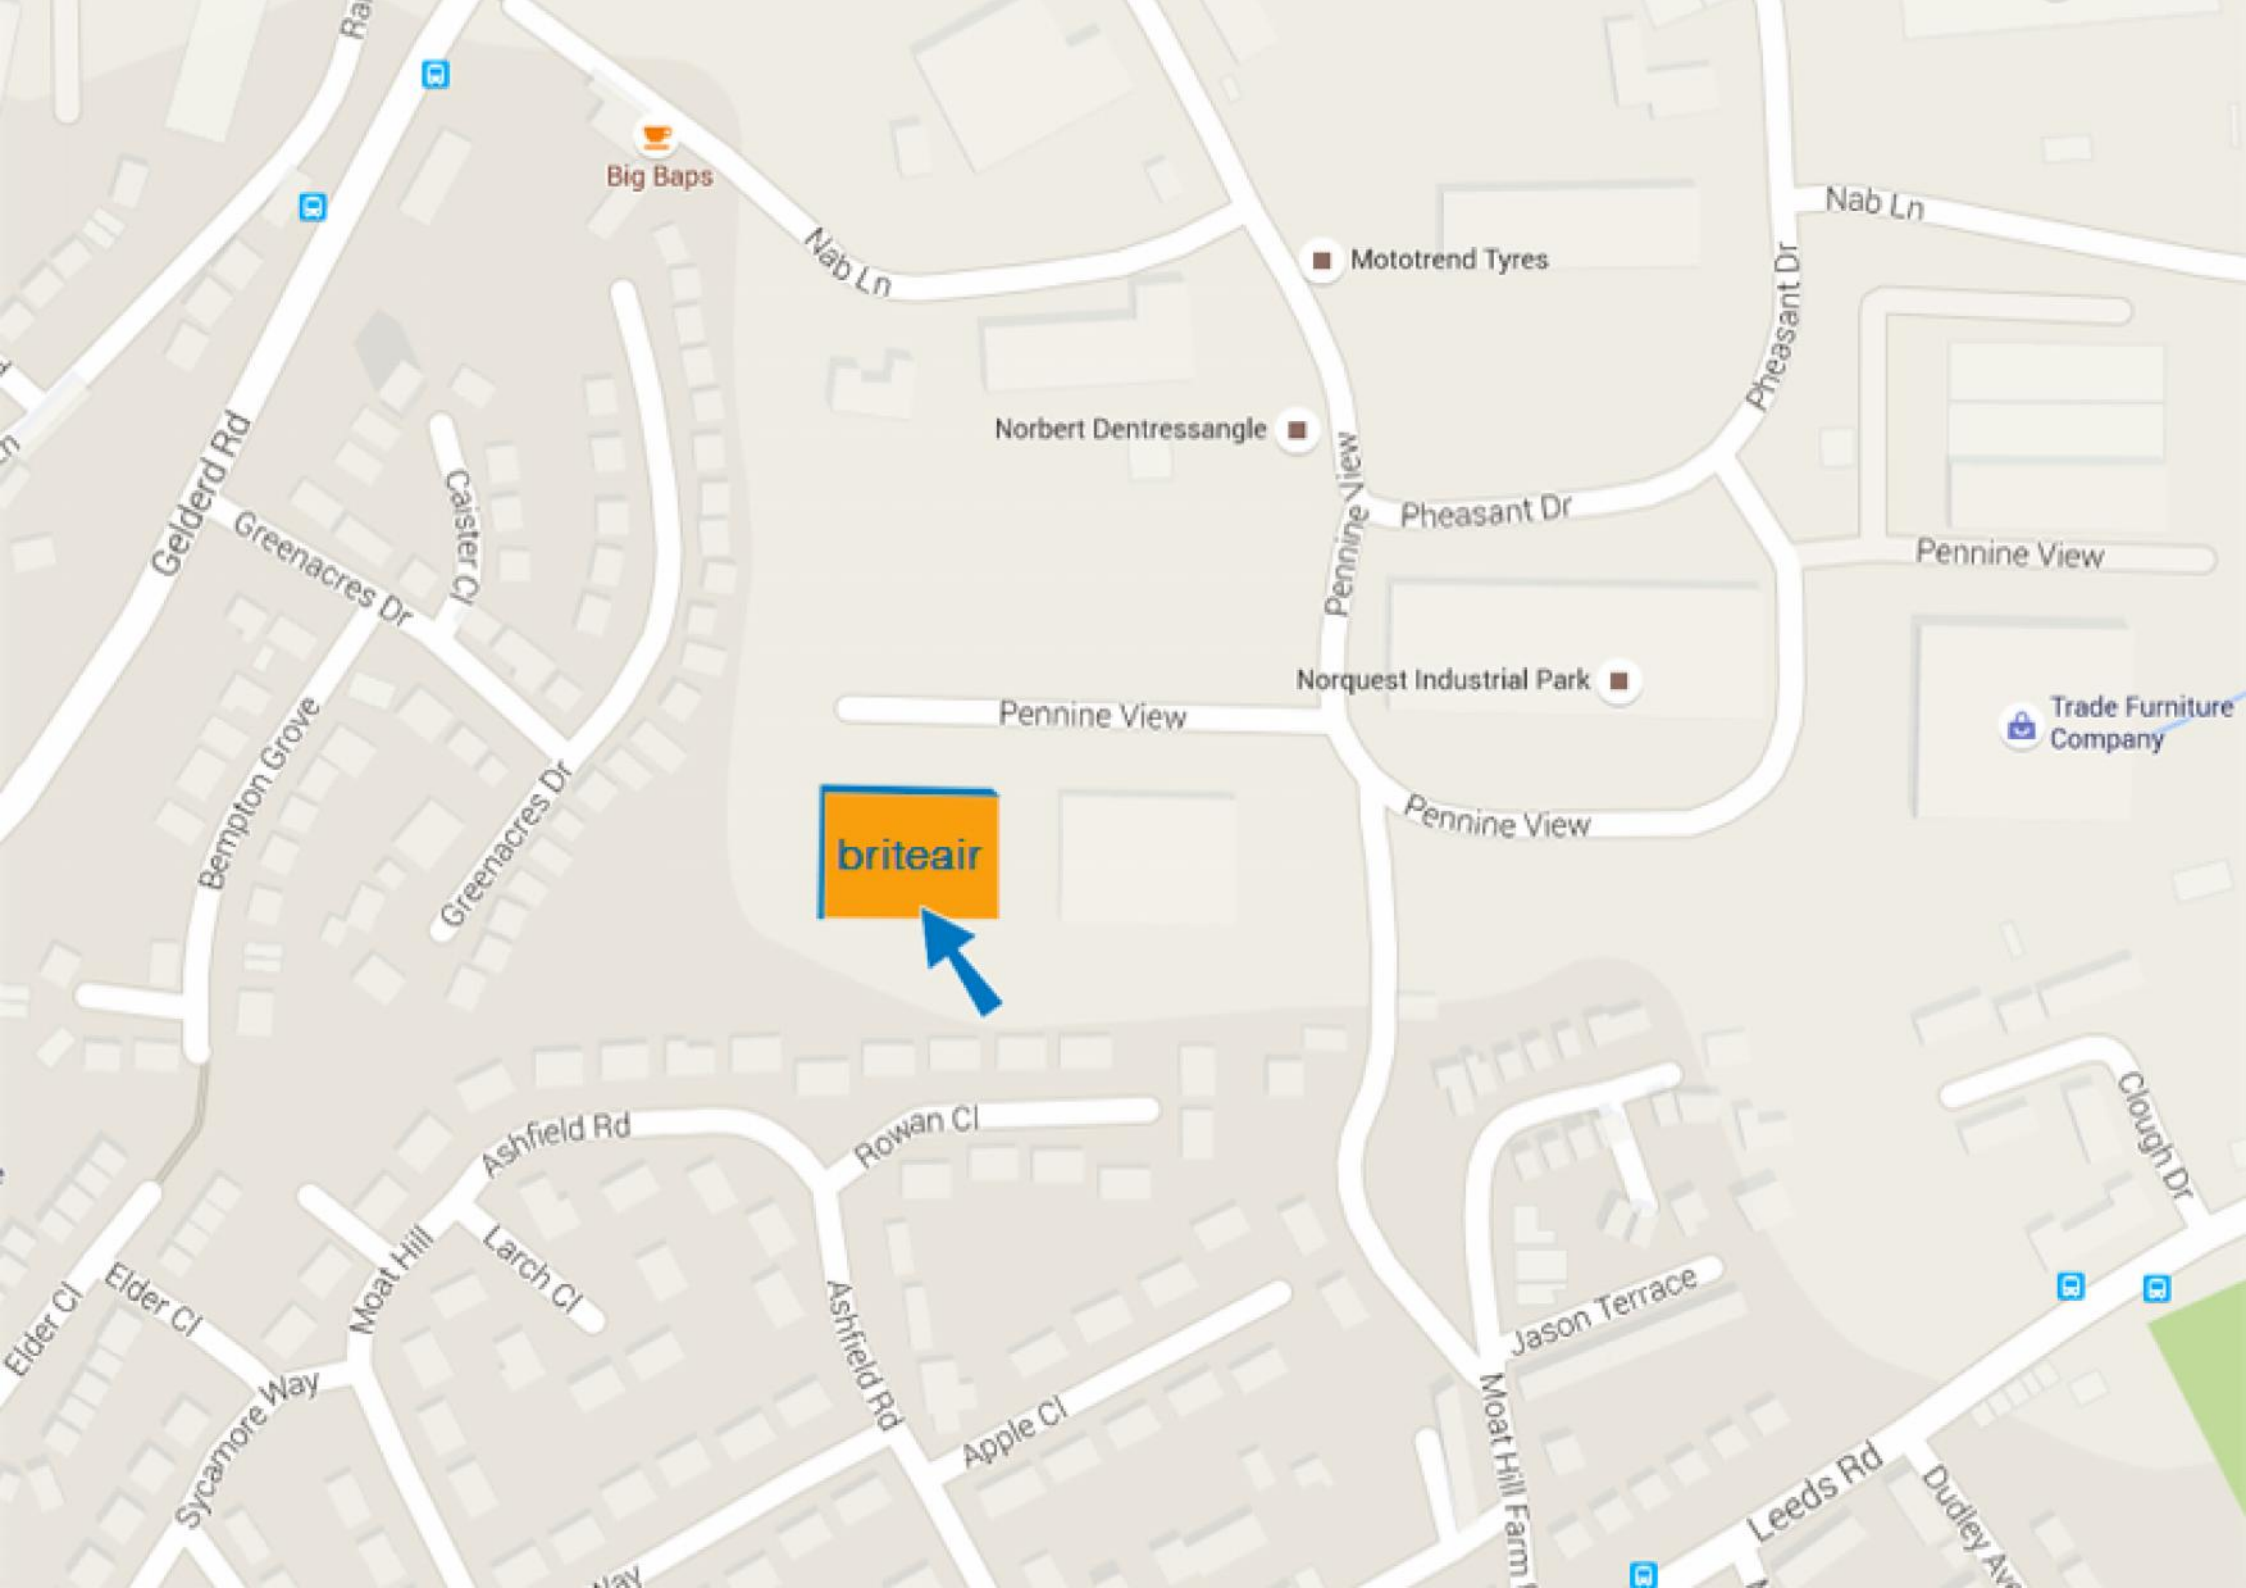 Big Baps
Nab Ln
Nab Ln
Mototrend Tyres
Pheasant Dr
Norbert Dentressangle
Pennine View
Gelderd Rd
Caister Cl
Greenacres Dr
Pheasant Dr
Pennine View
Pennine View
Norquest Industrial Park
Pennine View
Trade Furniture
Company
Bempton Grove
Greenacres Dr
Pennine View
briteair
Ashfield Rd
Rowan Cl
Clough Dr
Moat Hill
Larch Cl
Elder Cl
Elder Cl
Jason Terrace
Ashfield Rd
Sycamore Way
Apple Cl
Moat Hill Farm
Leeds Rd
Dudley Ave
Way